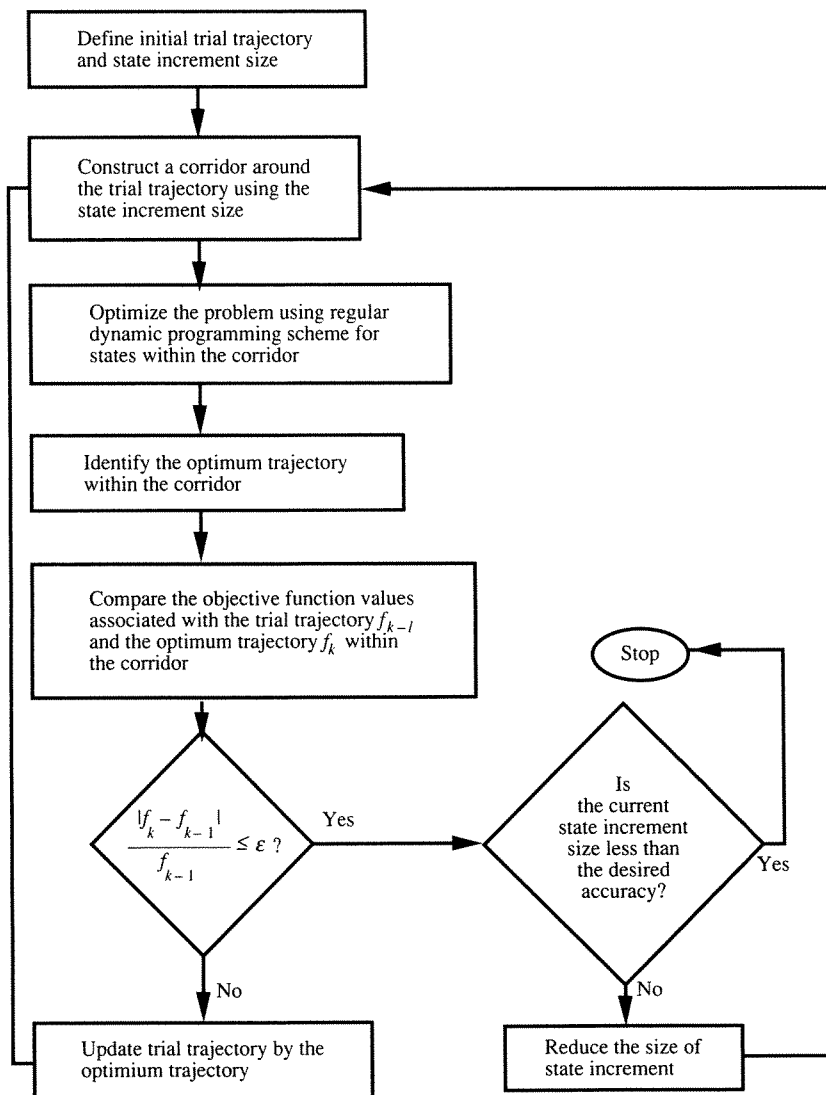 Define initial trial trajectory
and state increment size
Construct a corridor around
the trial trajectory using the
state increment size
Optimize the problem using regular
dynamic programming scheme for
states within the corridor
Identify the optimum trajectory
within the corridor
Compare the objective function values
associated with the trial trajectory f_{k-1}
and the optimum trajectory f_k within
the corridor
|f_k – f_{k-1}| / f_{k-1} ≤ ε ?
Yes
No
Update trial trajectory by the
optimium trajectory
Stop
Is
the current
state increment
size less than
the desired
accuracy?
Yes
No
Reduce the size of
state increment